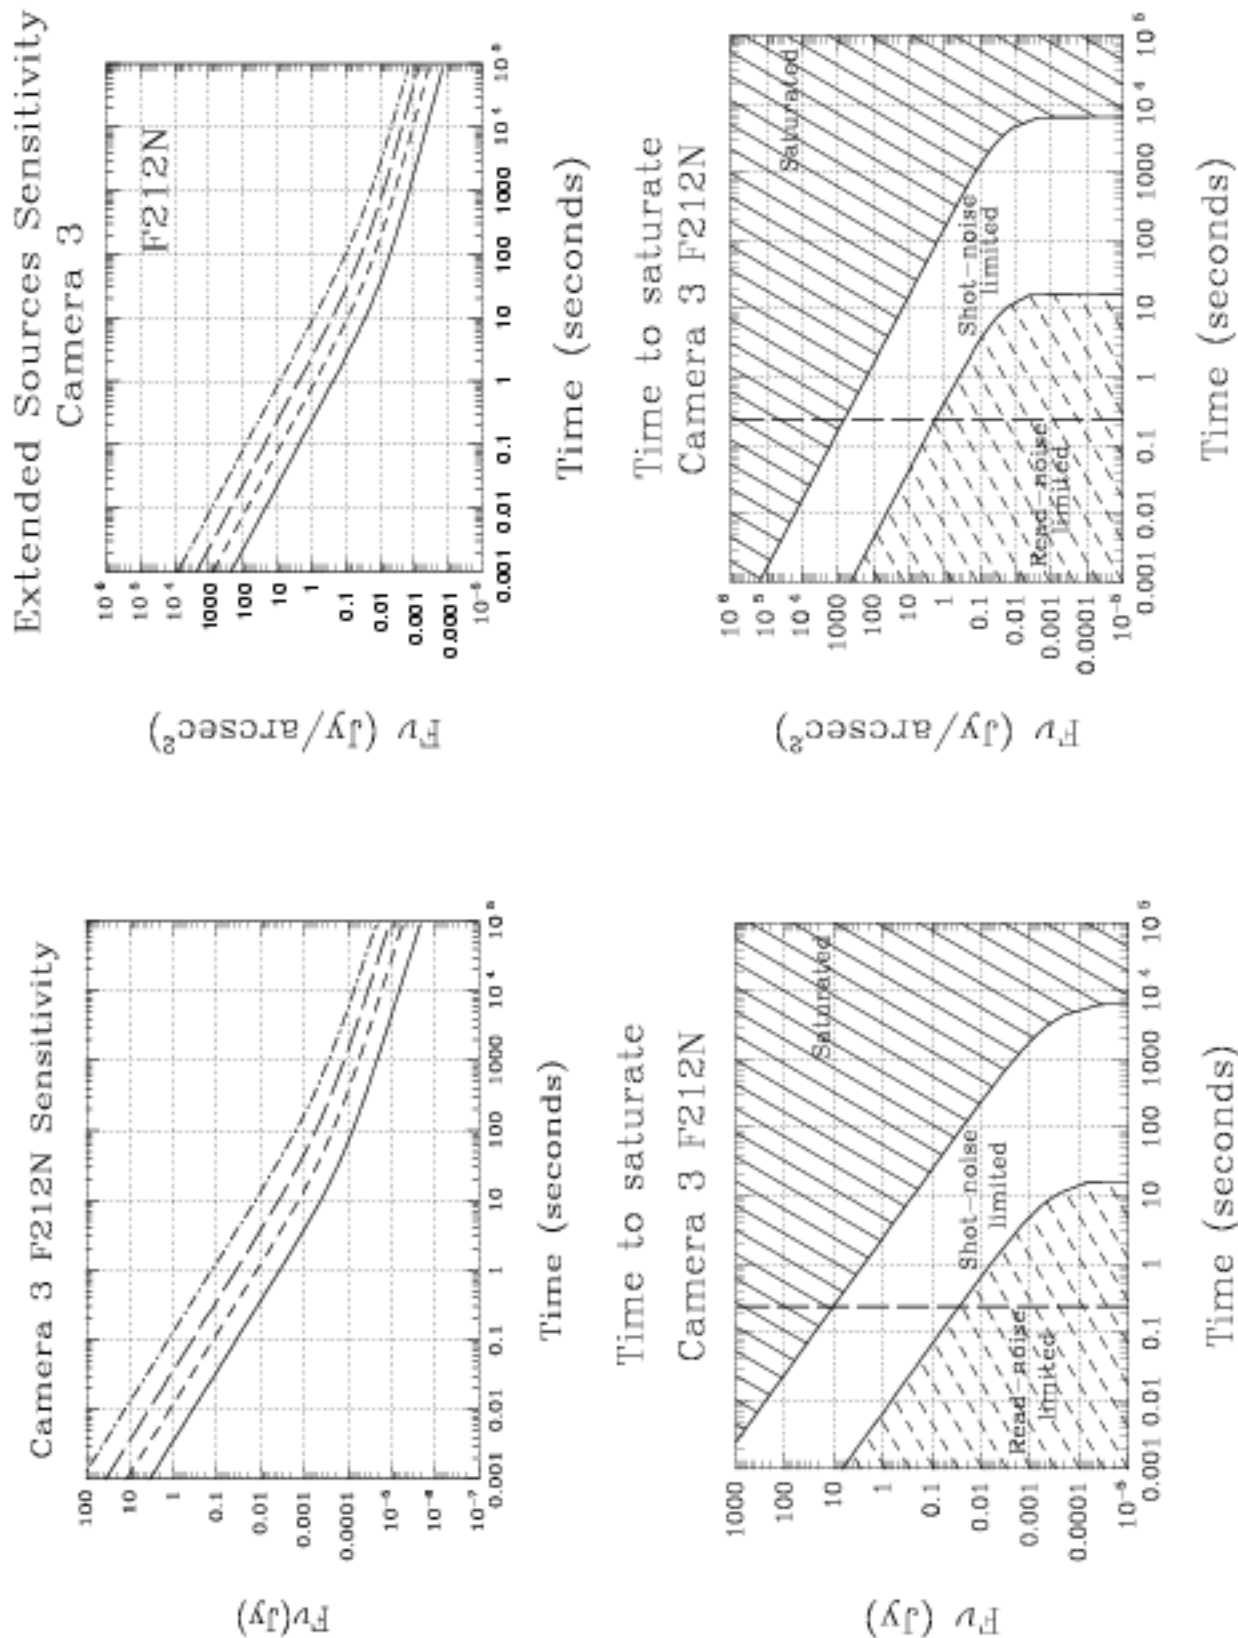 Camera 3 F212N Sensitivity
100
10
1
0.1
0.01
0.001
0.0001
10⁻⁵
10⁻⁶
10⁻⁷
Fν(Jy)
0.001 0.01 0.1 1 10 100 1000 10⁴ 10⁵
Time (seconds)
Extended Sources Sensitivity
Camera 3
F212N
10⁶
10⁵
10⁴
1000
100
10
1
0.1
0.01
0.001
0.0001
10⁻⁵
Fν (Jy/arcsec²)
0.001 0.01 0.1 1 10 100 1000 10⁴ 10⁵
Time (seconds)
Time to saturate
Camera 3 F212N
1000
100
10
1
0.1
0.01
0.001
0.0001
10⁻⁵
Fν (Jy)
Saturated
Shot-noise
limited
Read-noise
limited
0.001 0.01 0.1 1 10 100 1000 10⁴ 10⁵
Time (seconds)
Time to saturate
Camera 3 F212N
10⁶
10⁵
10⁴
1000
100
10
1
0.1
0.01
0.001
0.0001
10⁻⁵
Fν (Jy/arcsec²)
Saturated
Shot-noise
limited
Read-noise
limited
0.001 0.01 0.1 1 10 100 1000 10⁴ 10⁵
Time (seconds)